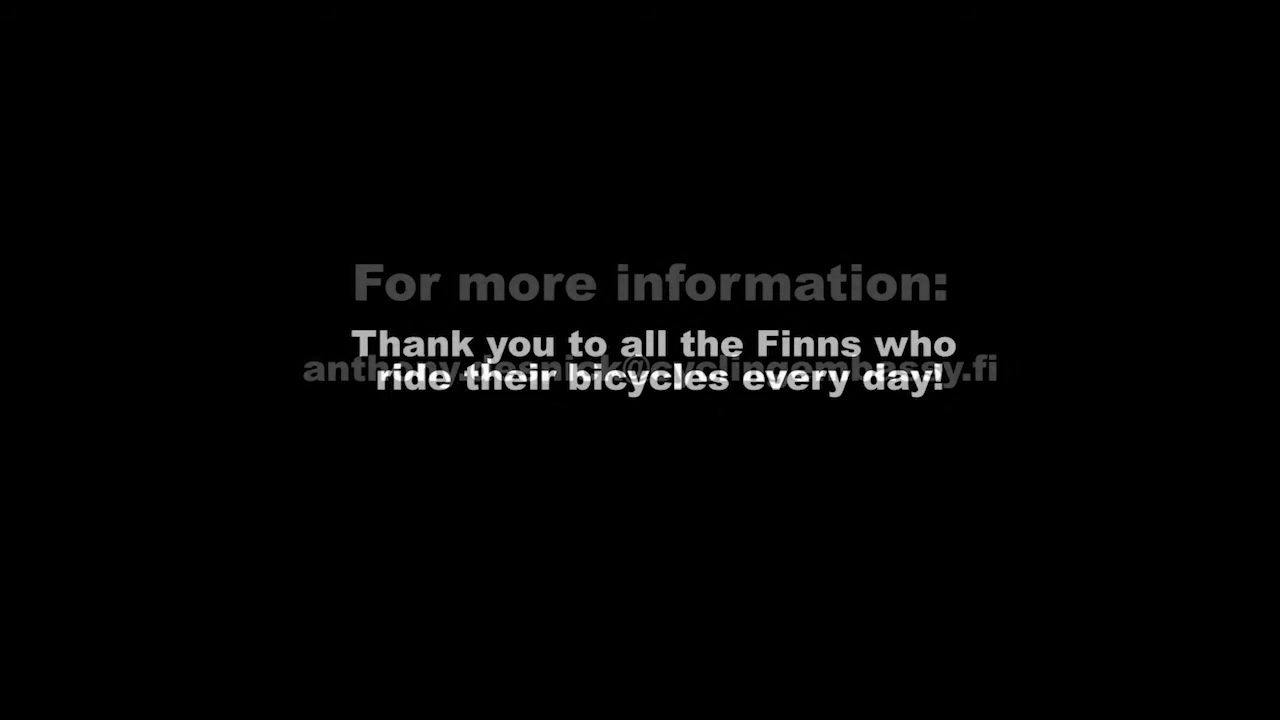 For more information:
Thank you to all the Finns who
ride their bicycles every day!